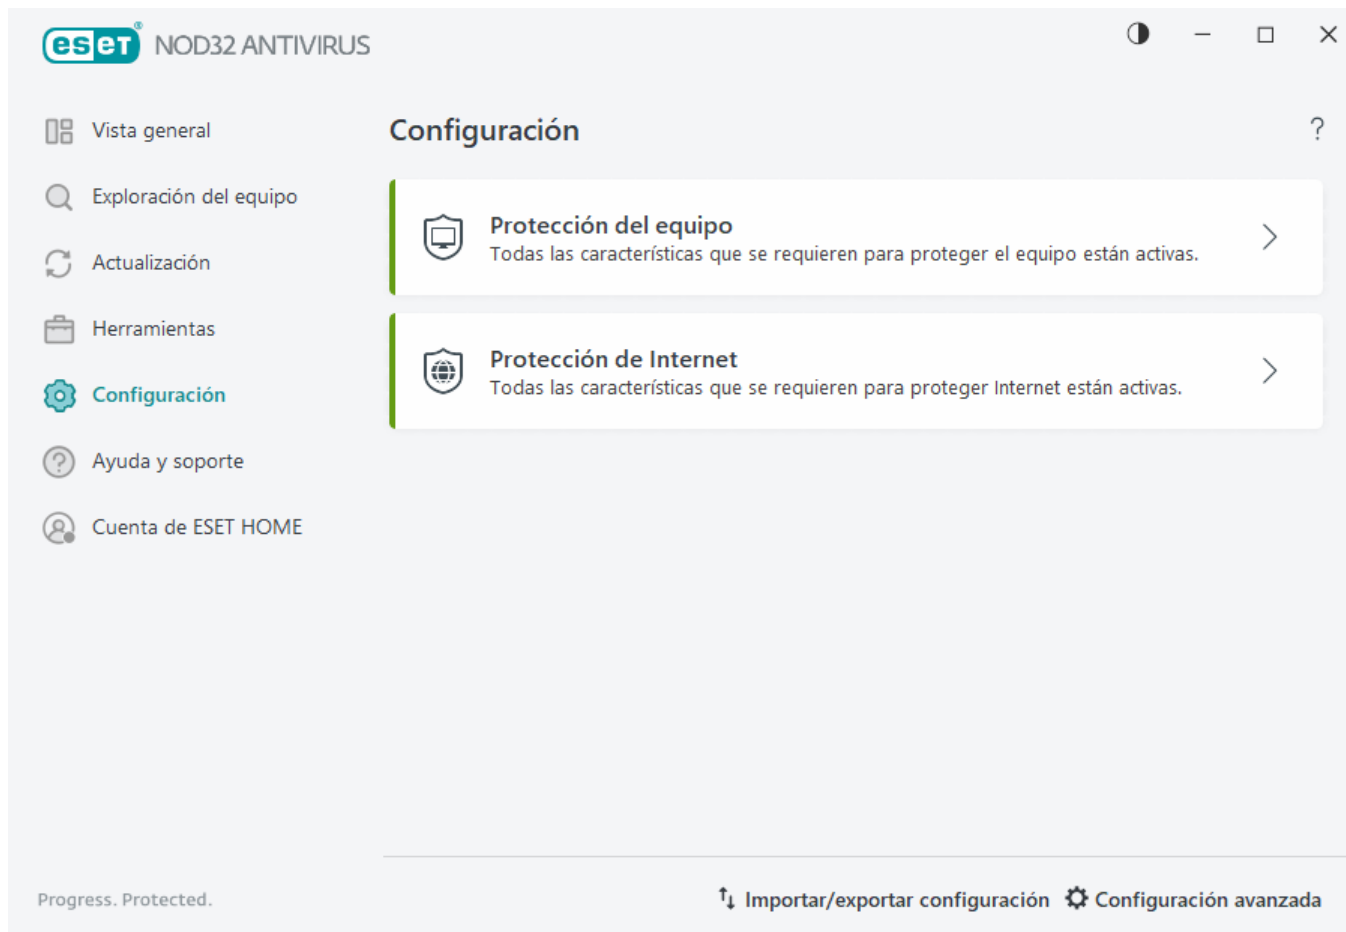 eset® NOD32 ANTIVIRUS
Vista general
Exploración del equipo
Actualización
Herramientas
Configuración
Ayuda y soporte
Cuenta de ESET HOME
Configuración
?
Protección del equipo
Todas las características que se requieren para proteger el equipo están activas.
Protección de Internet
Todas las características que se requieren para proteger Internet están activas.
Progress. Protected.
Importar/exportar configuración
Configuración avanzada